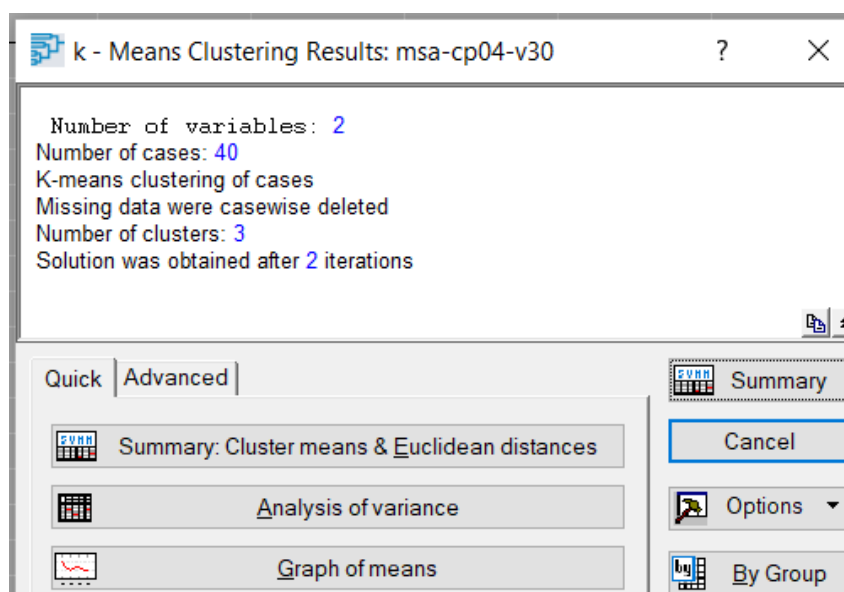 k - Means Clustering Results: msa-cp04-v30 ?
Number of variables: 2
Number of cases: 40
K-means clustering of cases
Missing data were casewise deleted
Number of clusters: 3
Solution was obtained after 2 iterations
Quick Advanced
Summary
Summary: Cluster means & Euclidean distances
Cancel
Analysis of variance
Options
Graph of means
By Group